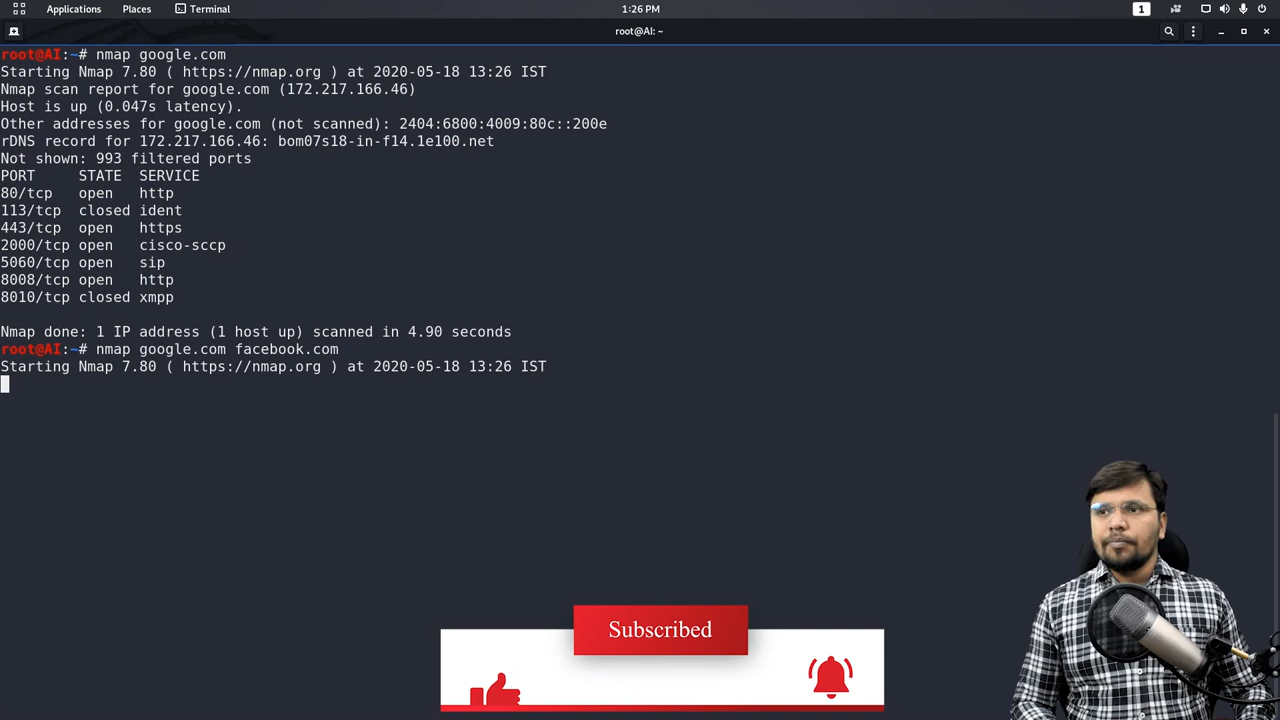 Applications Places Terminal 1:26 PM 1
root@AI: ~
root@AI:~# nmap google.com
Starting Nmap 7.80 ( https://nmap.org ) at 2020-05-18 13:26 IST
Nmap scan report for google.com (172.217.166.46)
Host is up (0.047s latency).
Other addresses for google.com (not scanned): 2404:6800:4009:80c::200e
rDNS record for 172.217.166.46: bom07s18-in-f14.1e100.net
Not shown: 993 filtered ports
PORT STATE SERVICE
80/tcp open http
113/tcp closed ident
443/tcp open https
2000/tcp open cisco-sccp
5060/tcp open sip
8008/tcp open http
8010/tcp closed xmpp
Nmap done: 1 IP address (1 host up) scanned in 4.90 seconds
root@AI:~# nmap google.com facebook.com
Starting Nmap 7.80 ( https://nmap.org ) at 2020-05-18 13:26 IST
Subscribed